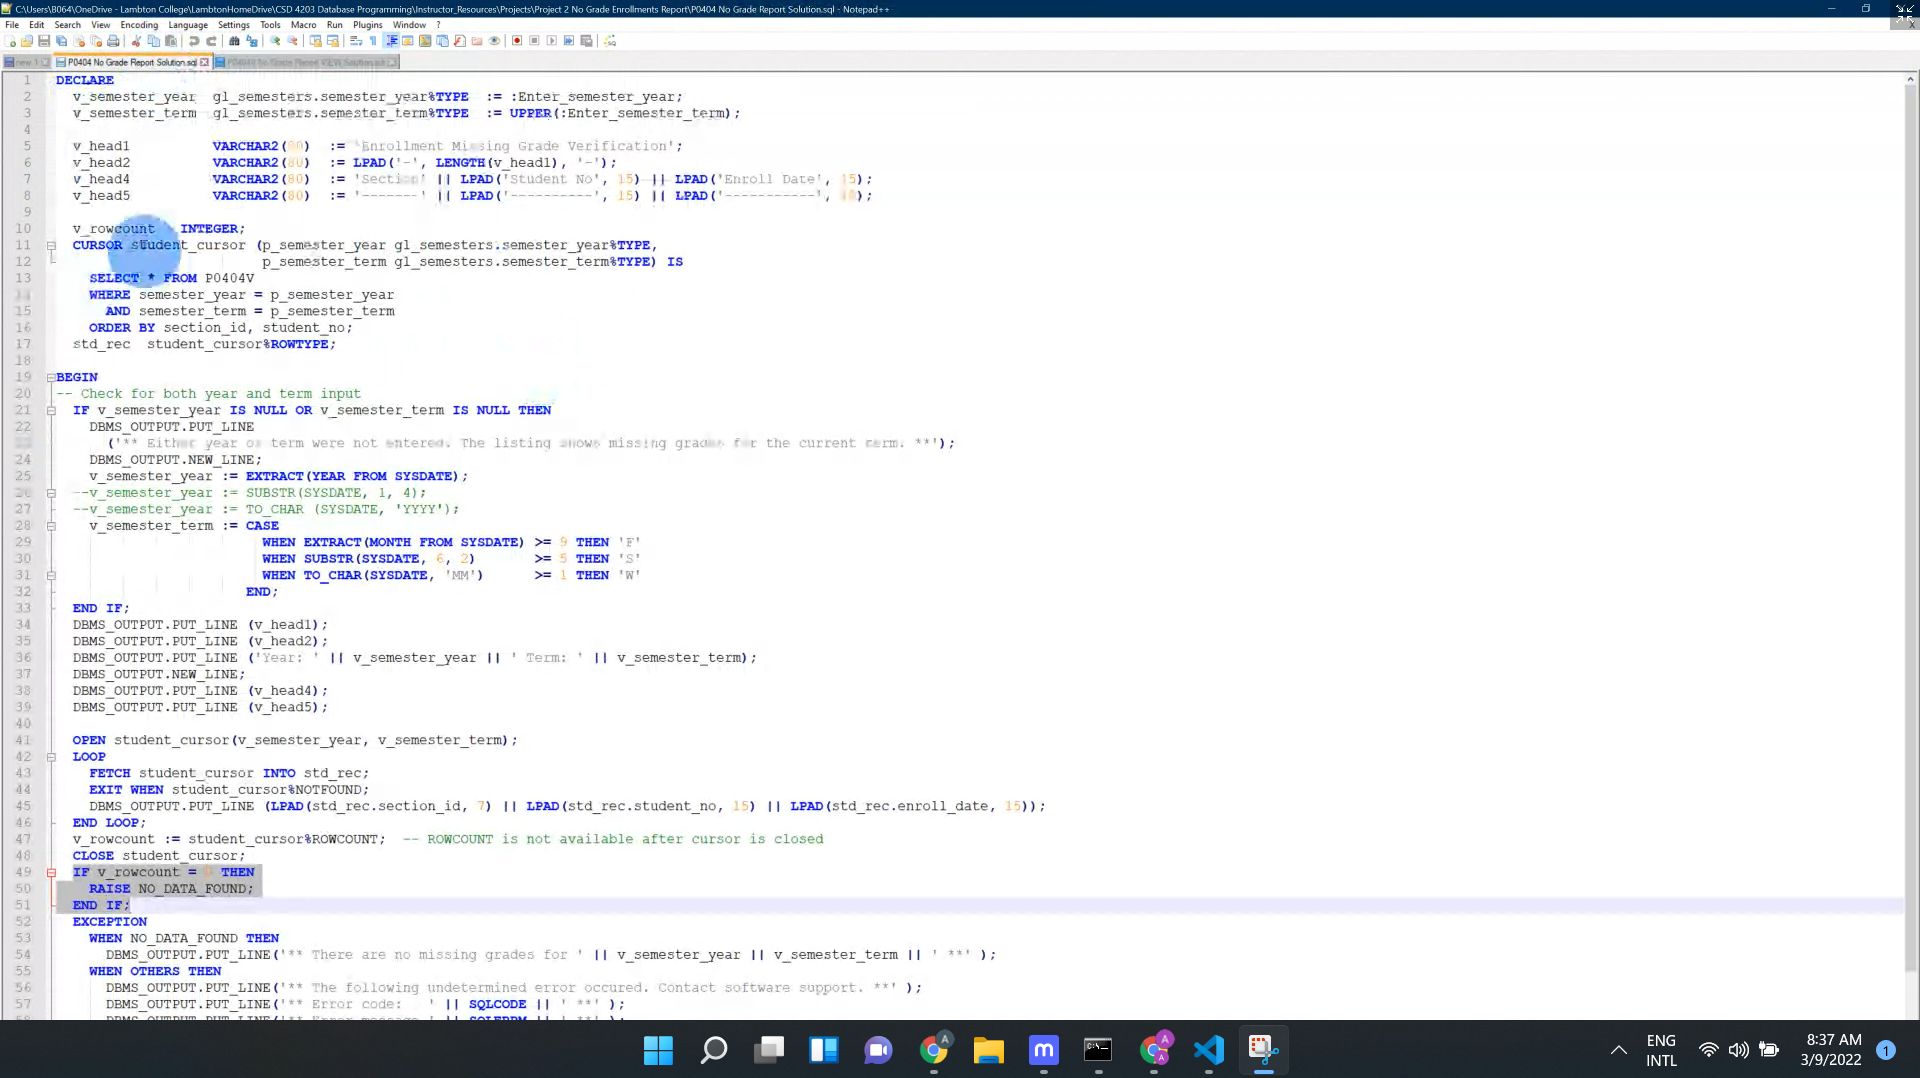 C:\Users\B064\OneDrive - Lambton College\LambtonHomeDrive\CSD 4203 Database Programming\Instructor_Resources\Projects\Project 2 No Grade Enrollments Report\P0404 No Grade Report Solution.sql - Notepad++
File Edit Search View Encoding Language Settings Tools Macro Run Plugins Window ?
new 1 P0404 No Grade Report Solution.sql
1 DECLARE
2 v_semester_year gl_semesters.semester_year%TYPE := :Enter_semester_year;
3 v_semester_term gl_semesters.semester_term%TYPE := UPPER(:Enter_semester_term);
4
5 v_head1 VARCHAR2(80) := 'Enrollment Missing Grade Verification';
6 v_head2 VARCHAR2(80) := LPAD('-', LENGTH(v_head1), '-');
7 v_head4 VARCHAR2(80) := 'Section' || LPAD('Student No', 15) || LPAD('Enroll Date', 15);
8 v_head5 VARCHAR2(80) := '-------' || LPAD('----------', 15) || LPAD('-----------',
9
10 v_rowcount INTEGER;
11 CURSOR student_cursor (p_semester_year gl_semesters.semester_year%TYPE,
12 p_semester_term gl_semesters.semester_term%TYPE) IS
13 SELECT * FROM P0404V
14 WHERE semester_year = p_semester_year
15 AND semester_term = p_semester_term
16 ORDER BY section_id, student_no;
17 std_rec student_cursor%ROWTYPE;
18
19 BEGIN
20 -- Check for both year and term input
21 IF v_semester_year IS NULL OR v_semester_term IS NULL THEN
22 DBMS_OUTPUT.PUT_LINE
23 ('** Either year or term were not entered. The listing shows missing grades for the current term. **');
24 DBMS_OUTPUT.NEW_LINE;
25 v_semester_year := EXTRACT(YEAR FROM SYSDATE);
26 --v_semester_year := SUBSTR(SYSDATE, 1, 4);
27 --v_semester_year := TO_CHAR (SYSDATE, 'YYYY');
28 v_semester_term := CASE
29 WHEN EXTRACT(MONTH FROM SYSDATE) >= 9 THEN 'F'
30 WHEN SUBSTR(SYSDATE, 6, 2) >= 5 THEN 'S'
31 WHEN TO_CHAR(SYSDATE, 'MM') >= 1 THEN 'W'
32 END;
33 END IF;
34 DBMS_OUTPUT.PUT_LINE (v_head1);
35 DBMS_OUTPUT.PUT_LINE (v_head2);
36 DBMS_OUTPUT.PUT_LINE ('Year: ' || v_semester_year || ' Term: ' || v_semester_term);
37 DBMS_OUTPUT.NEW_LINE;
38 DBMS_OUTPUT.PUT_LINE (v_head4);
39 DBMS_OUTPUT.PUT_LINE (v_head5);
40
41 OPEN student_cursor(v_semester_year, v_semester_term);
42 LOOP
43 FETCH student_cursor INTO std_rec;
44 EXIT WHEN student_cursor%NOTFOUND;
45 DBMS_OUTPUT.PUT_LINE (LPAD(std_rec.section_id, 7) || LPAD(std_rec.student_no, 15) || LPAD(std_rec.enroll_date, 15));
46 END LOOP;
47 v_rowcount := student_cursor%ROWCOUNT; -- ROWCOUNT is not available after cursor is closed
48 CLOSE student_cursor;
49 IF v_rowcount = 0 THEN
50 RAISE NO_DATA_FOUND;
51 END IF;
52 EXCEPTION
53 WHEN NO_DATA_FOUND THEN
54 DBMS_OUTPUT.PUT_LINE('** There are no missing grades for ' || v_semester_year || v_semester_term || ' **' );
55 WHEN OTHERS THEN
56 DBMS_OUTPUT.PUT_LINE('** The following undetermined error occured. Contact software support. **' );
57 DBMS_OUTPUT.PUT_LINE('** Error code: ' || SQLCODE || ' **' );
ENG
INTL
8:37 AM
3/9/2022
1